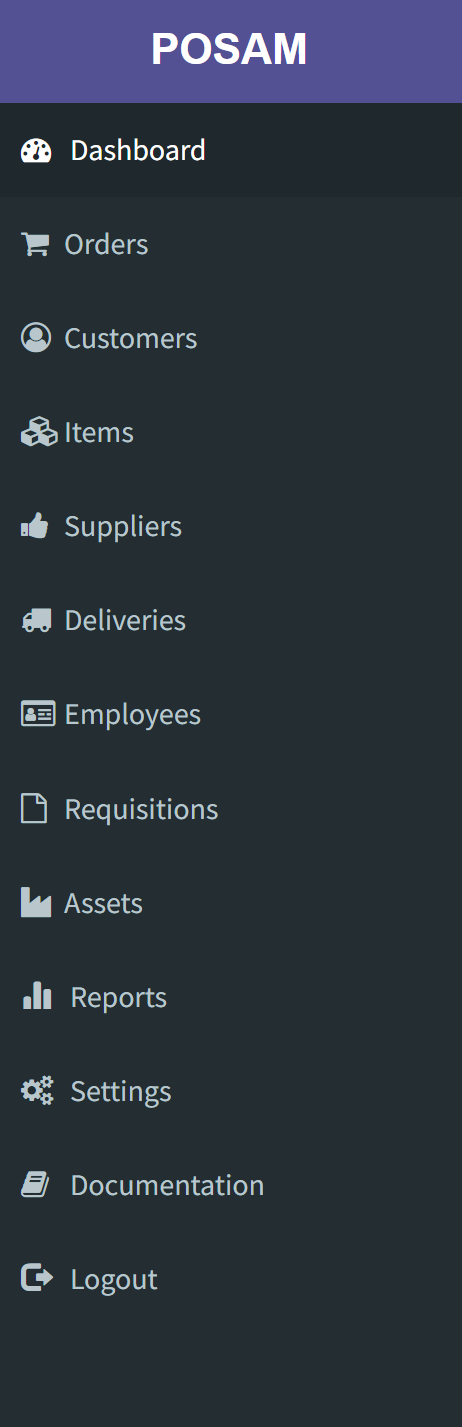 POSAM
Dashboard
Orders
Customers
Items
Suppliers
Deliveries
Employees
Requisitions
Assets
Reports
Settings
Documentation
Logout